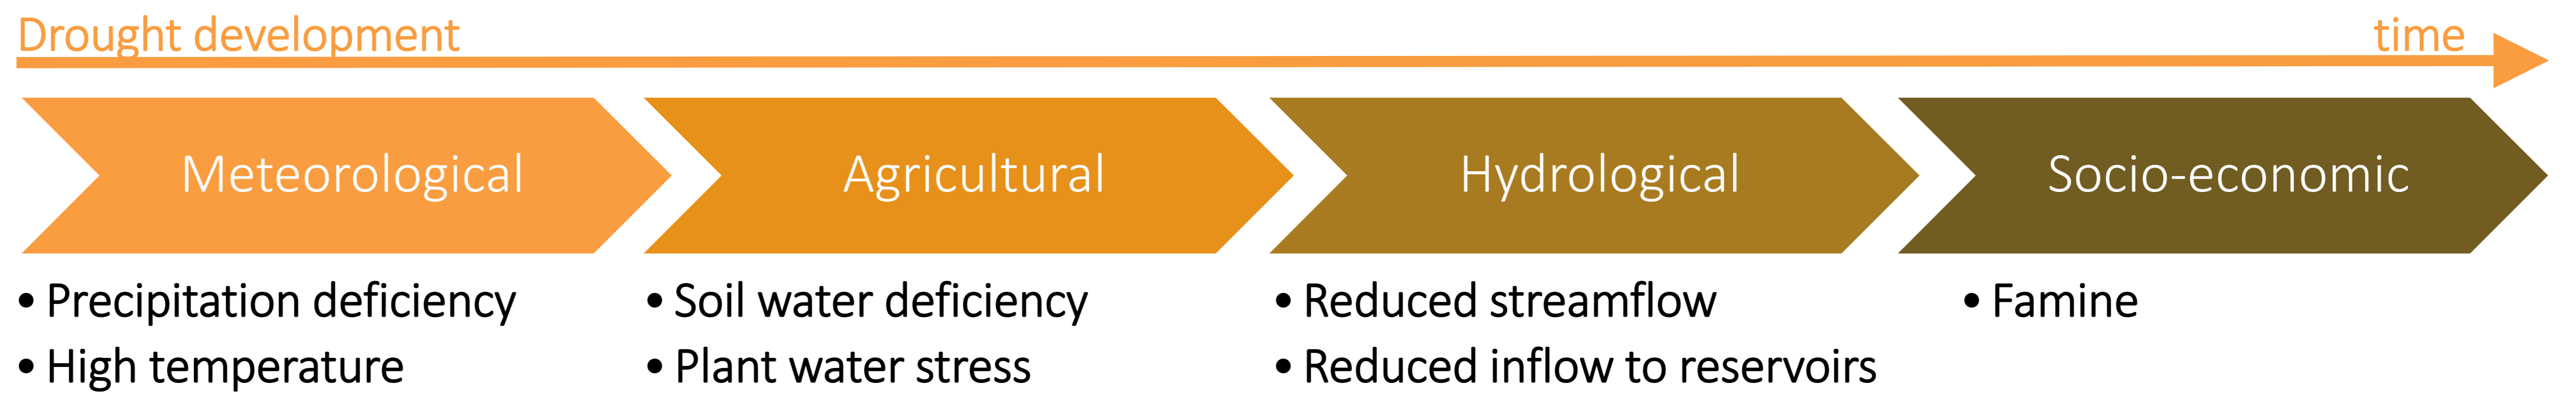 Drought development
time
Meteorological
Agricultural
Hydrological
Socio-economic
• Precipitation deficiency
• High temperature
• Soil water deficiency
• Plant water stress
• Reduced streamflow
• Reduced inflow to reservoirs
• Famine